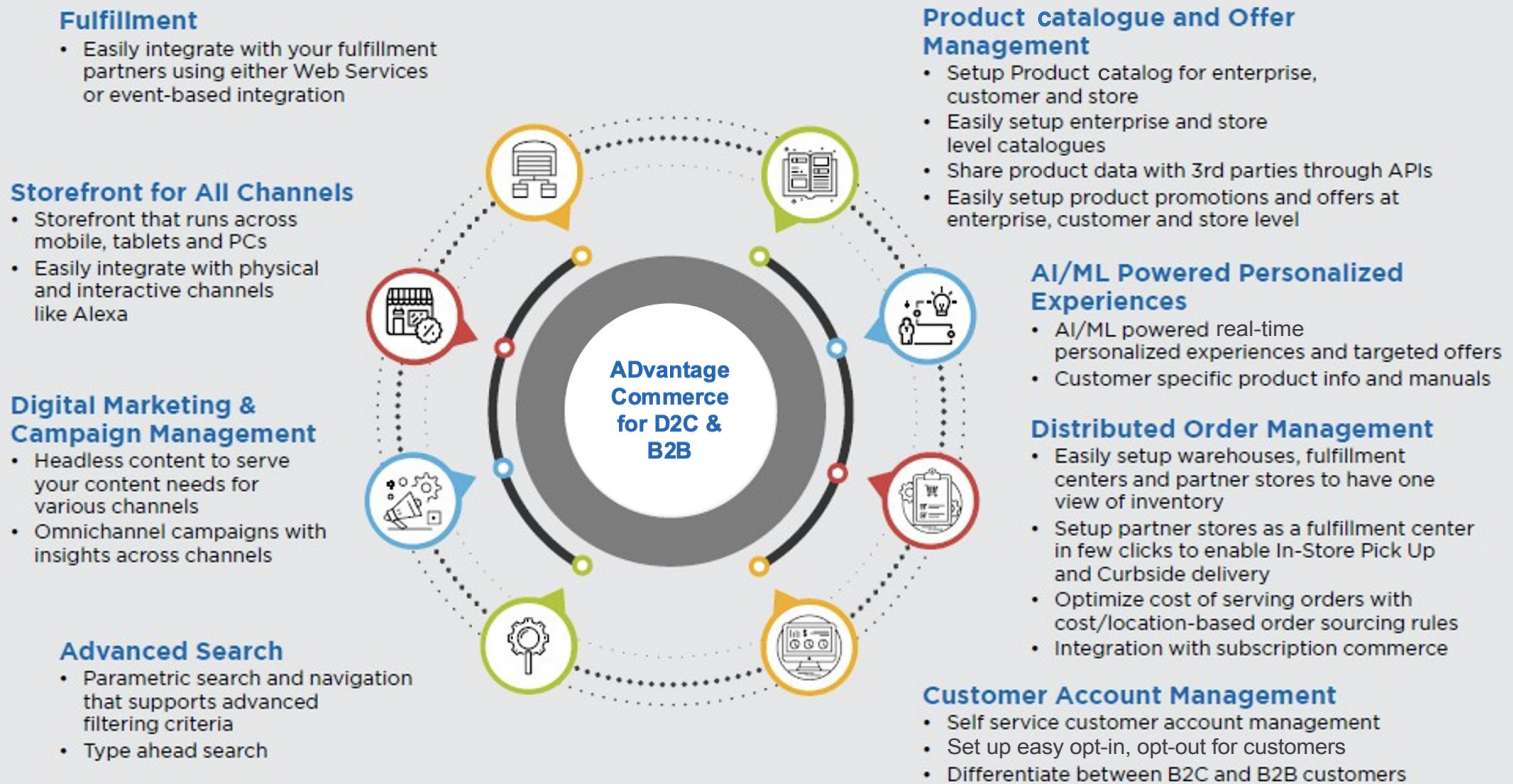 Fulfillment
• Easily integrate with your fulfillment
partners using either Web Services
or event-based integration
Storefront for All Channels
• Storefront that runs across
mobile, tablets and PCs
• Easily integrate with physical
and interactive channels
like Alexa
Digital Marketing &
Campaign Management
• Headless content to serve
your content needs for
various channels
• Omnichannel campaigns with
insights across channels
Advanced Search
• Parametric search and navigation
that supports advanced
filtering criteria
• Type ahead search
ADvantage
Commerce
for D2C &
B2B
Product catalogue and Offer
Management
• Setup Product catalog for enterprise,
customer and store
• Easily setup enterprise and store
level catalogues
• Share product data with 3rd parties through APIs
• Easily setup product promotions and offers at
enterprise, customer and store level
AI/ML Powered Personalized
Experiences
• AI/ML powered real-time
personalized experiences and targeted offers
• Customer specific product info and manuals
Distributed Order Management
• Easily setup warehouses, fulfillment
centers and partner stores to have one
view of inventory
• Setup partner stores as a fulfillment center
in few clicks to enable In-Store Pick Up
and Curbside delivery
• Optimize cost of serving orders with
cost/location-based order sourcing rules
• Integration with subscription commerce
Customer Account Management
• Self service customer account management
• Set up easy opt-in, opt-out for customers
• Differentiate between B2C and B2B customers